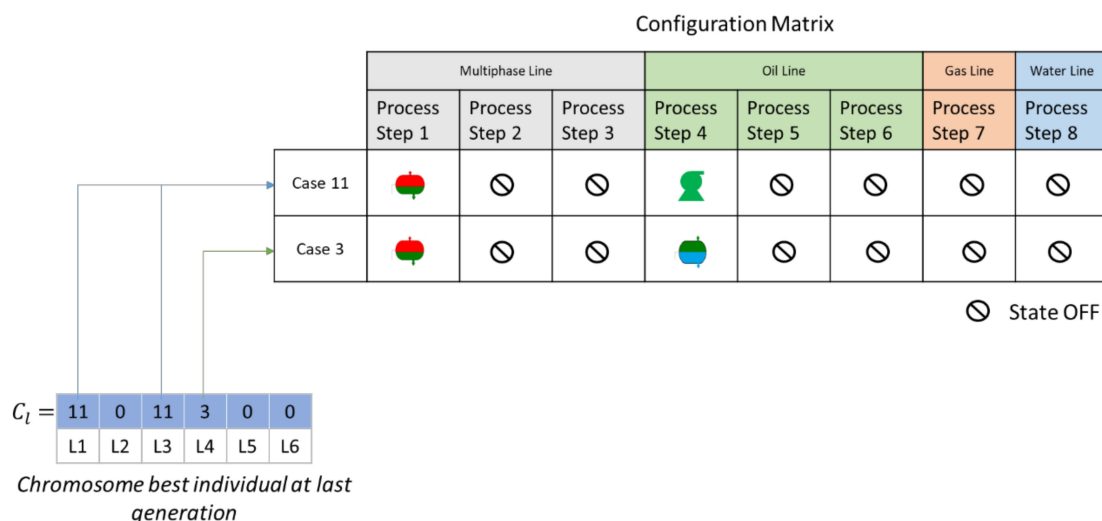 Configuration Matrix
Multiphase Line Oil Line Gas Line Water Line
Process Step 1 Process Step 2 Process Step 3 Process Step 4 Process Step 5 Process Step 6 Process Step 7 Process Step 8
Case 11
Case 3
State OFF
C_l = 11 0 11 3 0 0
L1 L2 L3 L4 L5 L6
Chromosome best individual at last
generation